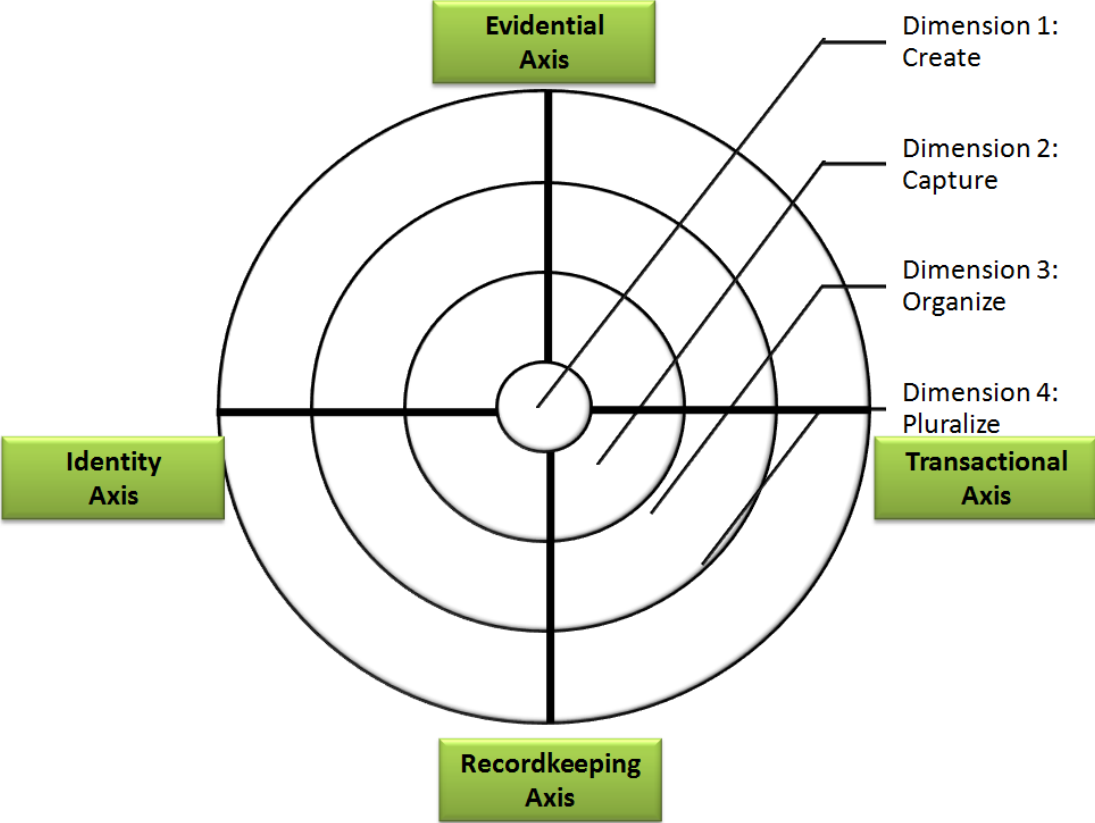 Evidential
Axis
Dimension 1:
Create
Dimension 2:
Capture
Dimension 3:
Organize
Dimension 4:
Pluralize
Identity
Axis
Transactional
Axis
Recordkeeping
Axis